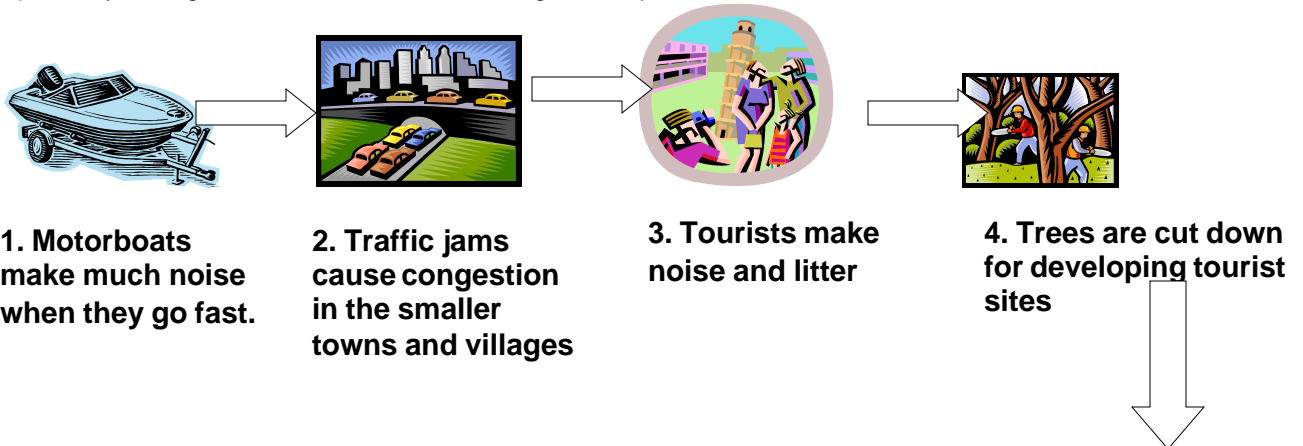 1. Motorboats
make much noise
when they go fast.
2. Traffic jams
cause congestion
in the smaller
towns and villages
3. Tourists make
noise and litter
4. Trees are cut down
for developing tourist
sites